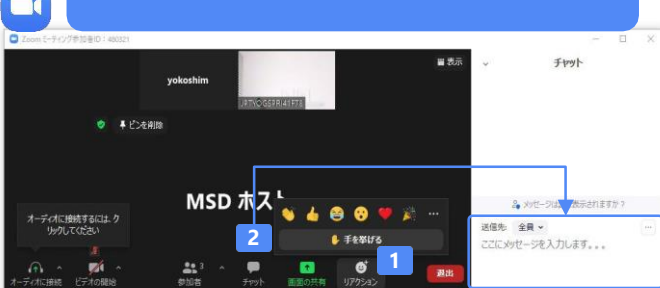 Zoom ミーティング参加者ID：480321
表示
チャット
yokoshim
ピンを削除
MSD ホスト
メッセージは
表示されますか？
オーディオに接続するには、ク
リックしてください
送信先: 全員
ここにメッセージを入力します。。。
2
手を挙げる
1
3
オーディオに接続
ビデオの開始
参加者
チャット
画面の共有
リアクション
退出